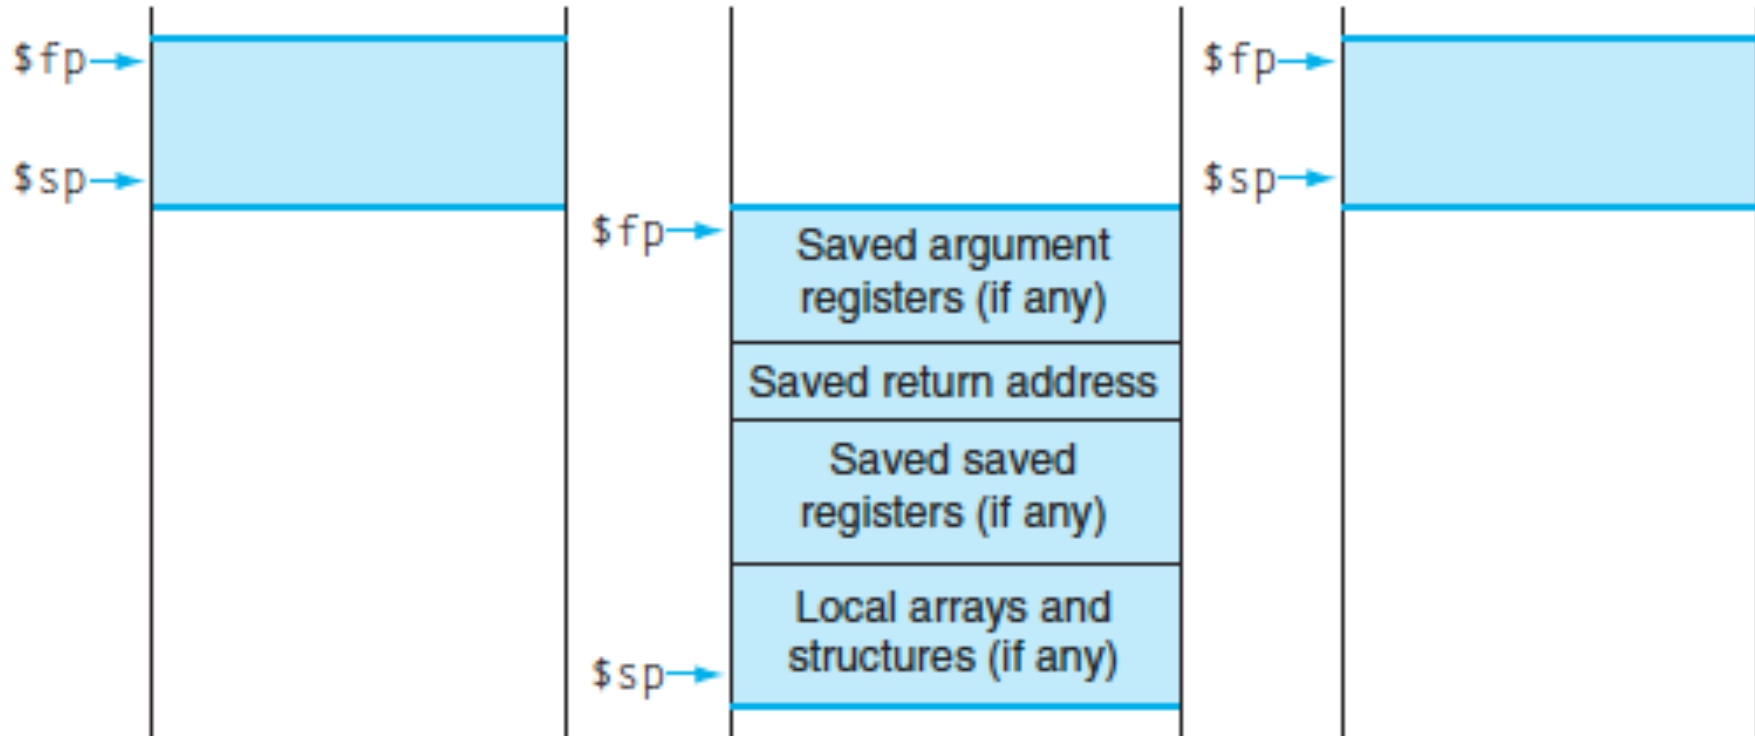 $fp
$sp
$fp
Saved argument
registers (if any)
Saved return address
Saved saved
registers (if any)
Local arrays and
structures (if any)
$sp
$fp
$sp